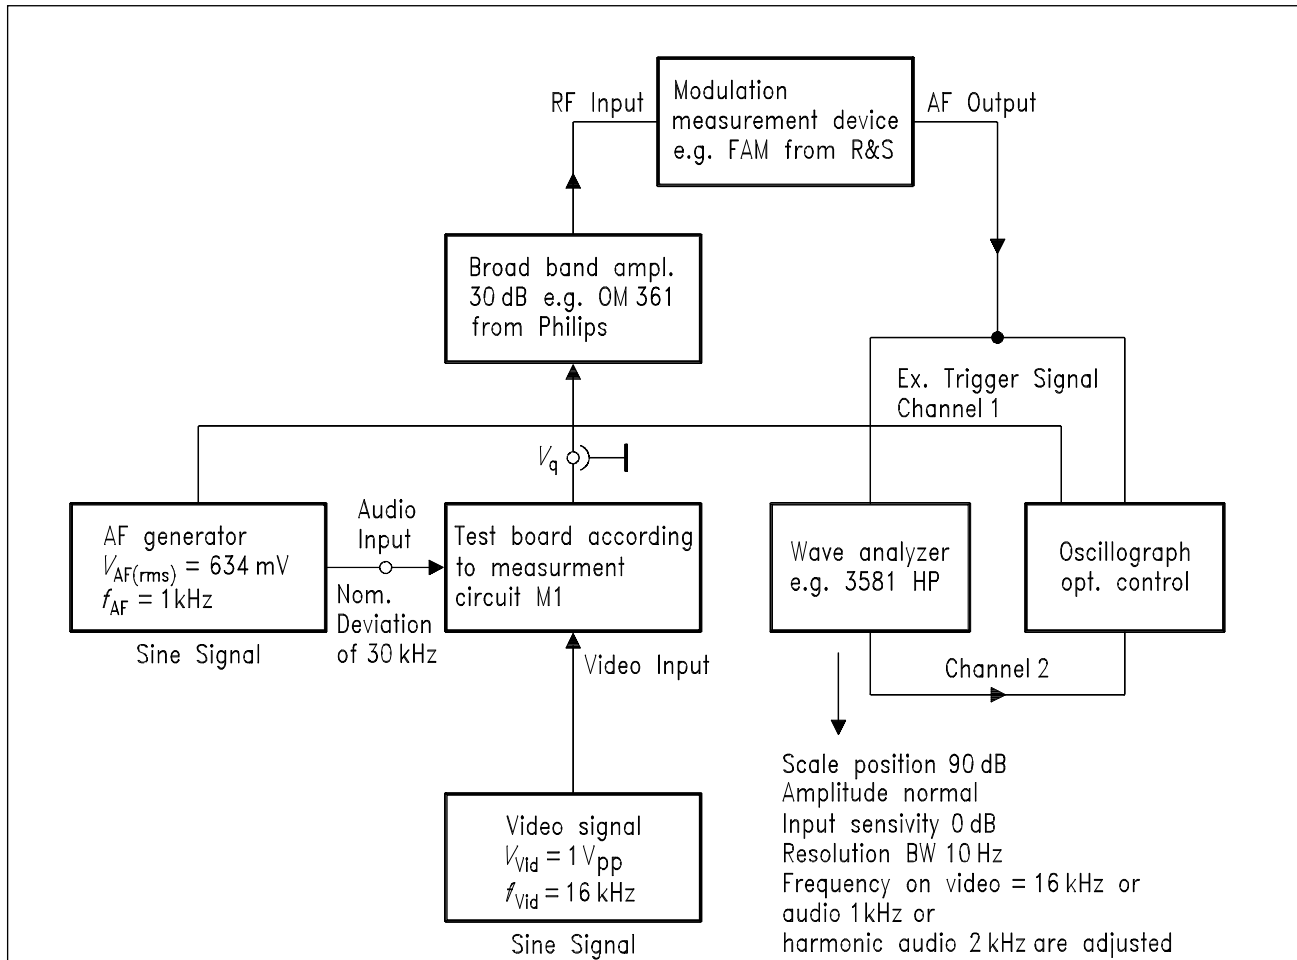 RF Input
Modulation
measurement device
e.g. FAM from R&S
AF Output
Broad band ampl.
30 dB e.g. OM 361
from Philips
Ex. Trigger Signal
Channel 1
Vq
AF generator
VAF(rms) = 634 mV
fAF = 1 kHz
Sine Signal
Audio
Input
Nom.
Deviation
of 30 kHz
Test board according
to measurment
circuit M1
Video Input
Wave analyzer
e.g. 3581 HP
Oscillograph
opt. control
Channel 2
Video signal
VVid = 1 Vpp
fVid = 16 kHz
Sine Signal
Scale position 90 dB
Amplitude normal
Input sensivity 0 dB
Resolution BW 10 Hz
Frequency on video = 16 kHz or
audio 1 kHz or
harmonic audio 2 kHz are adjusted